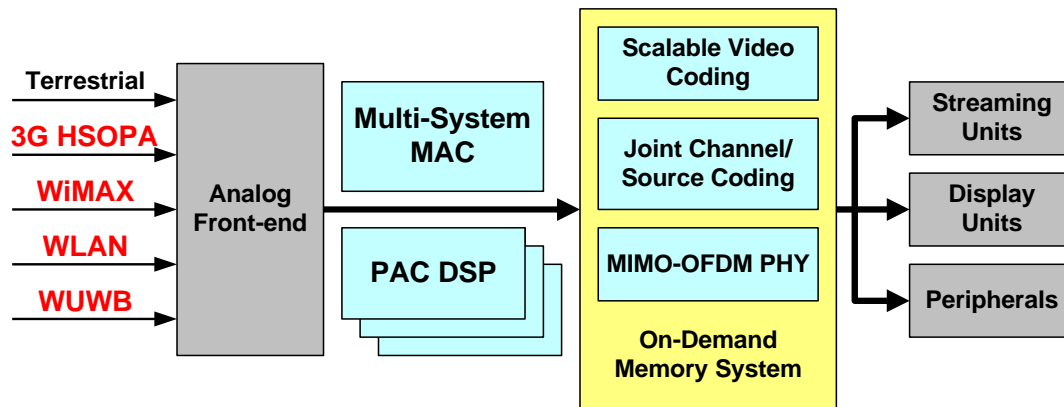 Terrestrial
3G HSOPA
WiMAX
WLAN
WUWB
Analog
Front-end
Multi-System
MAC
PAC DSP
Scalable Video
Coding
Joint Channel/
Source Coding
MIMO-OFDM PHY
On-Demand
Memory System
Streaming
Units
Display
Units
Peripherals